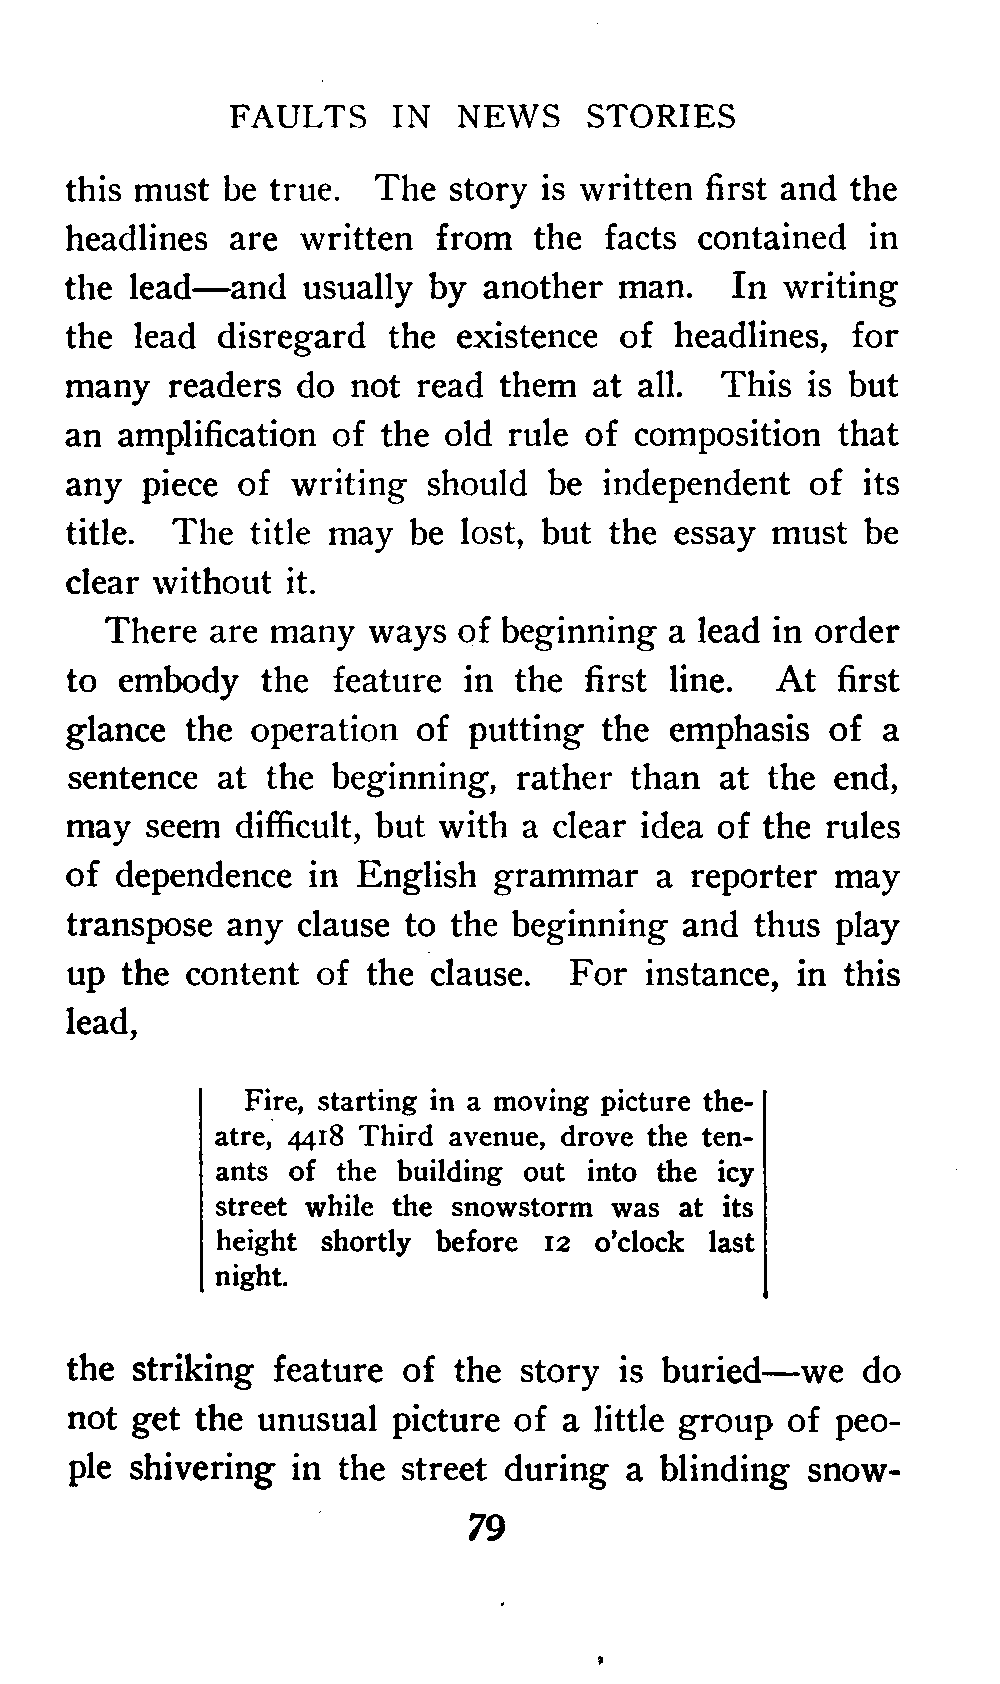 FAULTS IN NEWS STORIES
this must be true. The story is written first and the
headlines are written from the facts contained in
the lead—and usually by another man. In writing
the lead disregard the existence of headlines, for
many readers do not read them at all. This is but
an amplification of the old rule of composition that
any piece of writing should be independent of its
title. The title may be lost, but the essay must be
clear without it.
There are many ways of beginning a lead in order
to embody the feature in the first line. At first
glance the operation of putting the emphasis of a
sentence at the beginning, rather than at the end,
may seem difficult, but with a clear idea of the rules
of dependence in English grammar a reporter may
transpose any clause to the beginning and thus play
up the content of the clause. For instance, in this
lead,
Fire, starting in a moving picture the-
atre, 4418 Third avenue, drove the ten-
ants of the building out into the icy
street while the snowstorm was at its
height shortly before 12 o'clock last
night.
the striking feature of the story is buried—we do
not get the unusual picture of a little group of peo-
ple shivering in the street during a blinding snow-
79